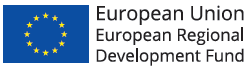 European Union
European Regional
Development Fund